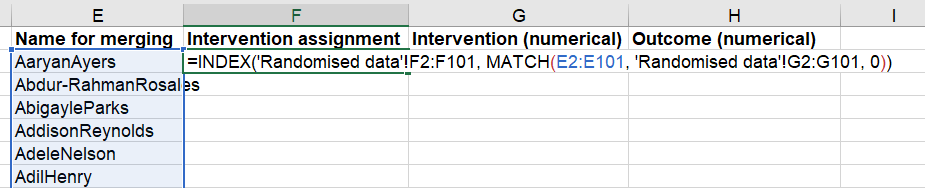 E F G H I
Name for merging Intervention assignment Intervention (numerical) Outcome (numerical)
AaryanAyers =INDEX('Randomised data'!F2:F101, MATCH(E2:E101, 'Randomised data'!G2:G101, 0))
Abdur-RahmanRosales
AbigayleParks
AddisonReynolds
AdeleNelson
AdilHenry